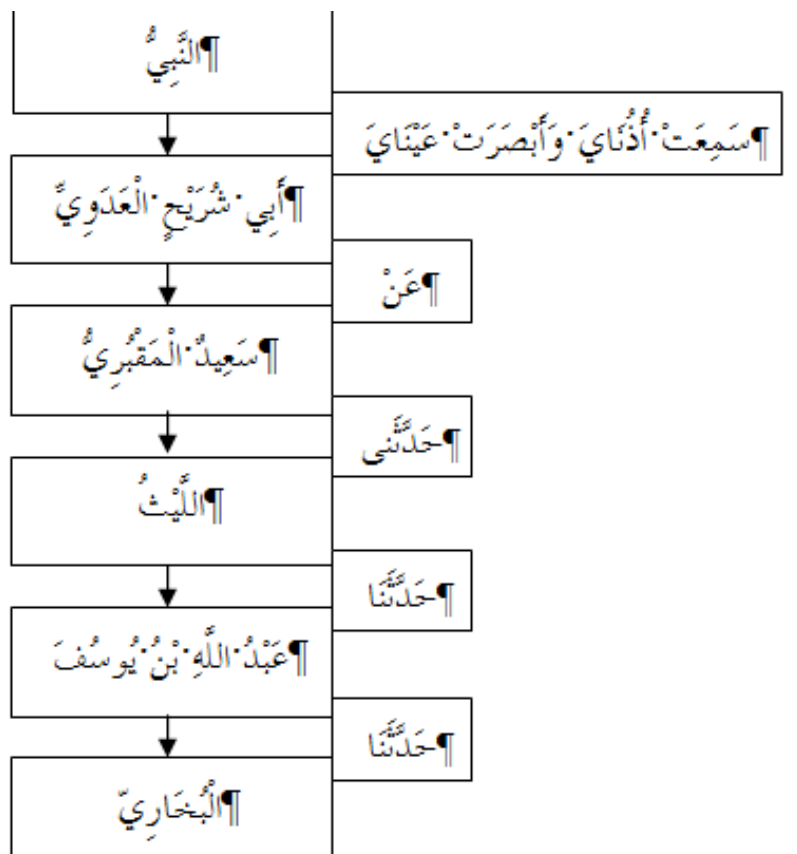 ¶النَّبِيُّ
¶سَمِعَتْ·أُذُنَايَ·وَأَبْصَرَتْ·عَيْنَايَ
¶أَبِي·شُرَيْحٍ·الْعَدَوِيِّ
¶عَنْ
¶سَعِيدٌ·الْمَقْبُرِيُّ
¶حَدَّثَنِى
¶اللَّيْثُ
¶حَدَّثَنَا
¶عَبْدُ·اللَّهِ·بْنُ·يُوسُفَ
¶حَدَّثَنَا
¶الْبُخَارِيّ